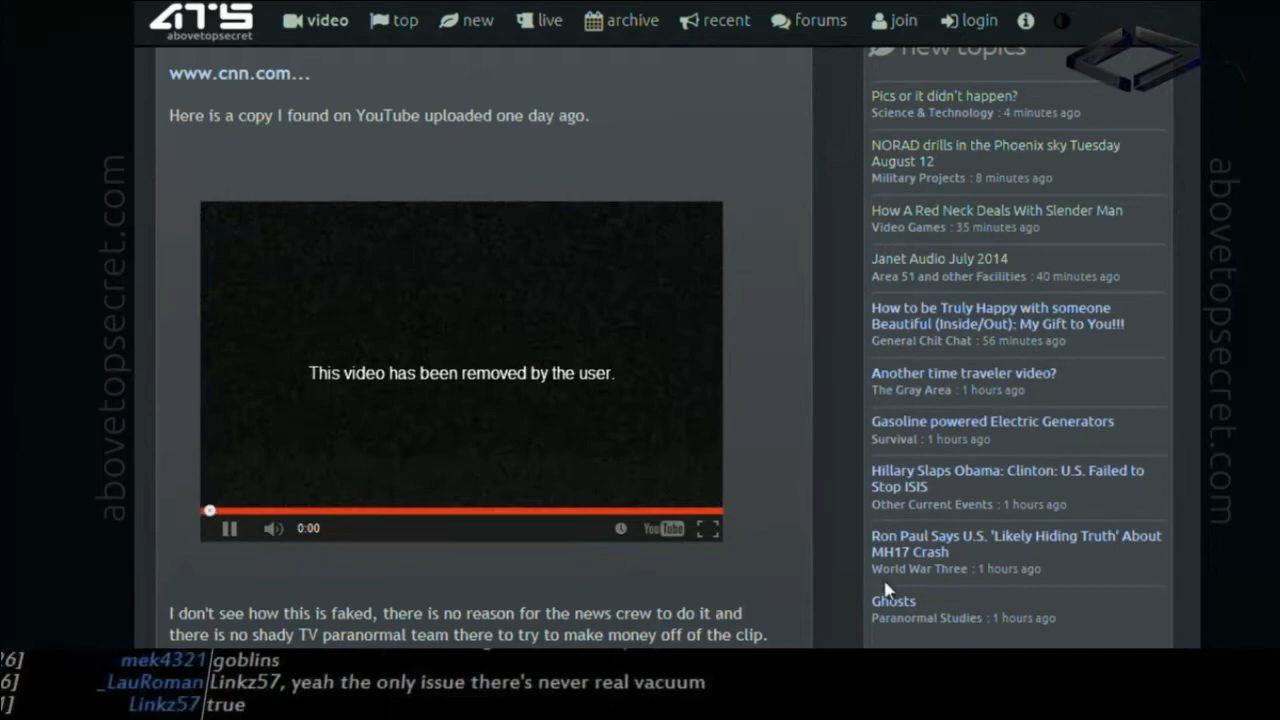 ATS
abovetopsecret
video
top
new
live
archive
recent
forums
join
login
www.cnn.com...
Here is a copy I found on YouTube uploaded one day ago.
This video has been removed by the user.
0:00
YouTube
I don't see how this is faked, there is no reason for the news crew to do it and
there is no shady TV paranormal team there to try to make money off of the clip.
new topics
Pics or it didn't happen?
Science & Technology : 4 minutes ago
NORAD drills in the Phoenix sky Tuesday
August 12
Military Projects : 8 minutes ago
How A Red Neck Deals With Slender Man
Video Games : 35 minutes ago
Janet Audio July 2014
Area 51 and other Facilities : 40 minutes ago
How to be Truly Happy with someone
Beautiful (Inside/Out): My Gift to You!!!
General Chit Chat : 56 minutes ago
Another time traveler video?
The Gray Area : 1 hours ago
Gasoline powered Electric Generators
Survival : 1 hours ago
Hillary Slaps Obama: Clinton: U.S. Failed to
Stop ISIS
Other Current Events : 1 hours ago
Ron Paul Says U.S. 'Likely Hiding Truth' About
MH17 Crash
World War Three : 1 hours ago
Ghosts
Paranormal Studies : 1 hours ago
abovetopsecret.com
abovetopsecret.com
26] mek4321 goblins
6] _LauRoman Linkz57, yeah the only issue there's never real vacuum
1] Linkz57 true